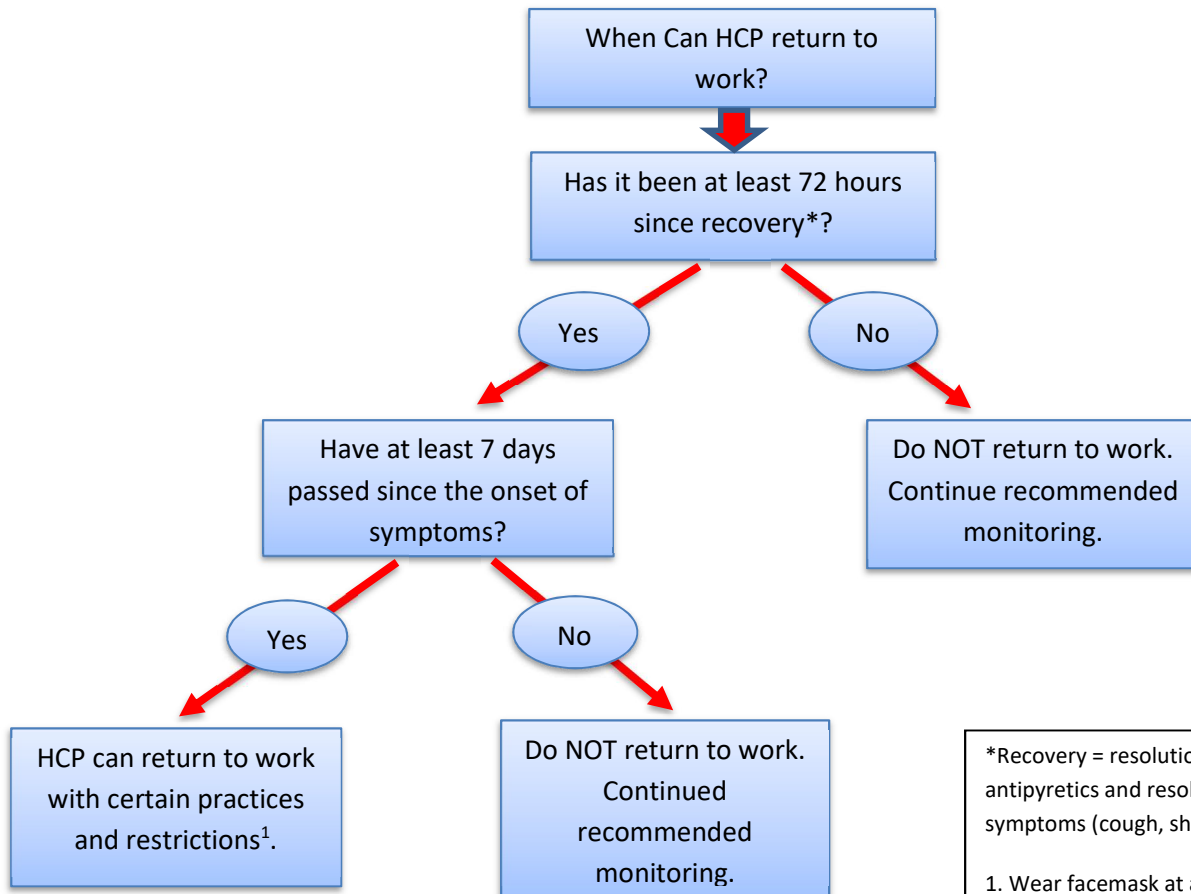 When Can HCP return to
work?
Has it been at least 72 hours
since recovery*?
Yes
No
Have at least 7 days
passed since the onset of
symptoms?
Do NOT return to work.
Continue recommended
monitoring.
Yes
No
HCP can return to work
with certain practices
and restrictions¹.
Do NOT return to work.
Continued
recommended
monitoring.
*Recovery =
antipyretics and
symptoms (cough,
1. Wear facemask at